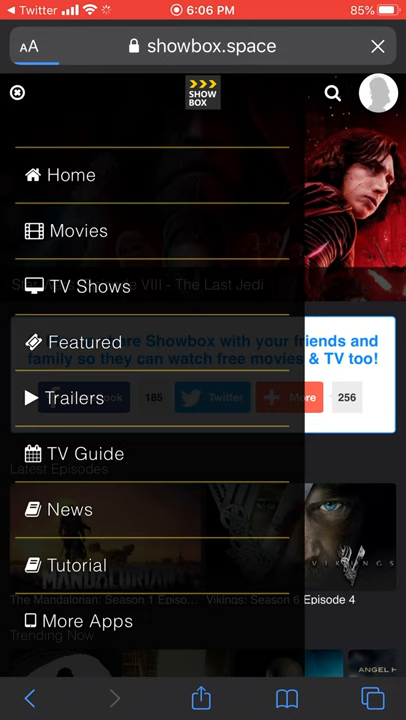 Twitter
6:06 PM
85%
AA
showbox.space
SHOW
BOX
Home
Movies
TV Shows
Star Episode VIII - The Last Jedi
Featured
share Showbox with your friends and
family so they can watch free movies & TV too!
Trailers
185
Twitter
More
256
TV Guide
Latest Episodes
News
MANDALORIAN
VIKINGS
Tutorial
The Mandalorian: Season 1 Episo...
Vikings: Season 6 Episode 4
More Apps
Trending Now
ANGEL H